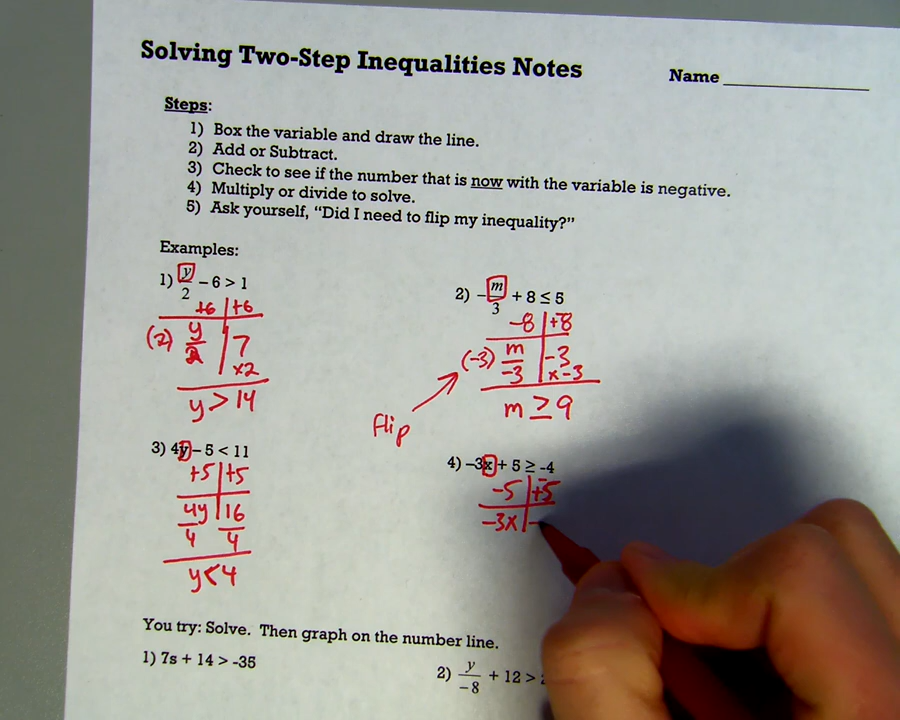 Solving Two-Step Inequalities Notes
Name ____________
Steps:
1) Box the variable and draw the line.
2) Add or Subtract.
3) Check to see if the number that is now with the variable is negative.
4) Multiply or divide to solve.
5) Ask yourself, “Did I need to flip my inequality?”
Examples:
1) y/2 – 6 > 1
+6 | +6
(2) y/2 | 7
x2
y > 14
2) – m/3 + 8 ≤ 5
-8 | -8
(-3) m/-3 | -3
x -3
m ≥ 9
Flip
3) 4y – 5 < 11
+5 | +5
4y | 16
4 4
y < 4
4) –3x + 5 ≥ -4
-5 | -5
-3x | -
You try: Solve. Then graph on the number line.
1) 7s + 14 > -35
2) y/-8 + 12 >